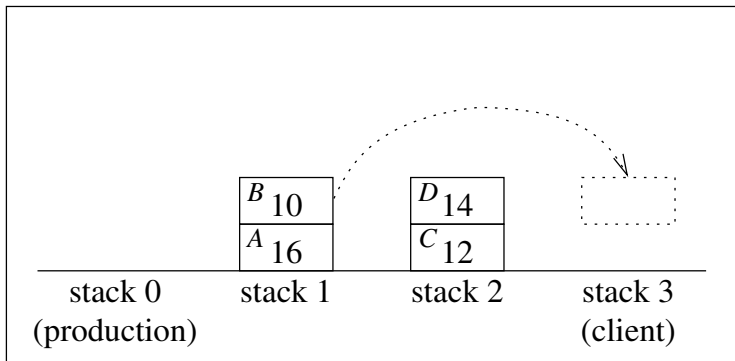 B 10 D 14
A 16 C 12
stack 0 stack 1 stack 2 stack 3
(production) (client)